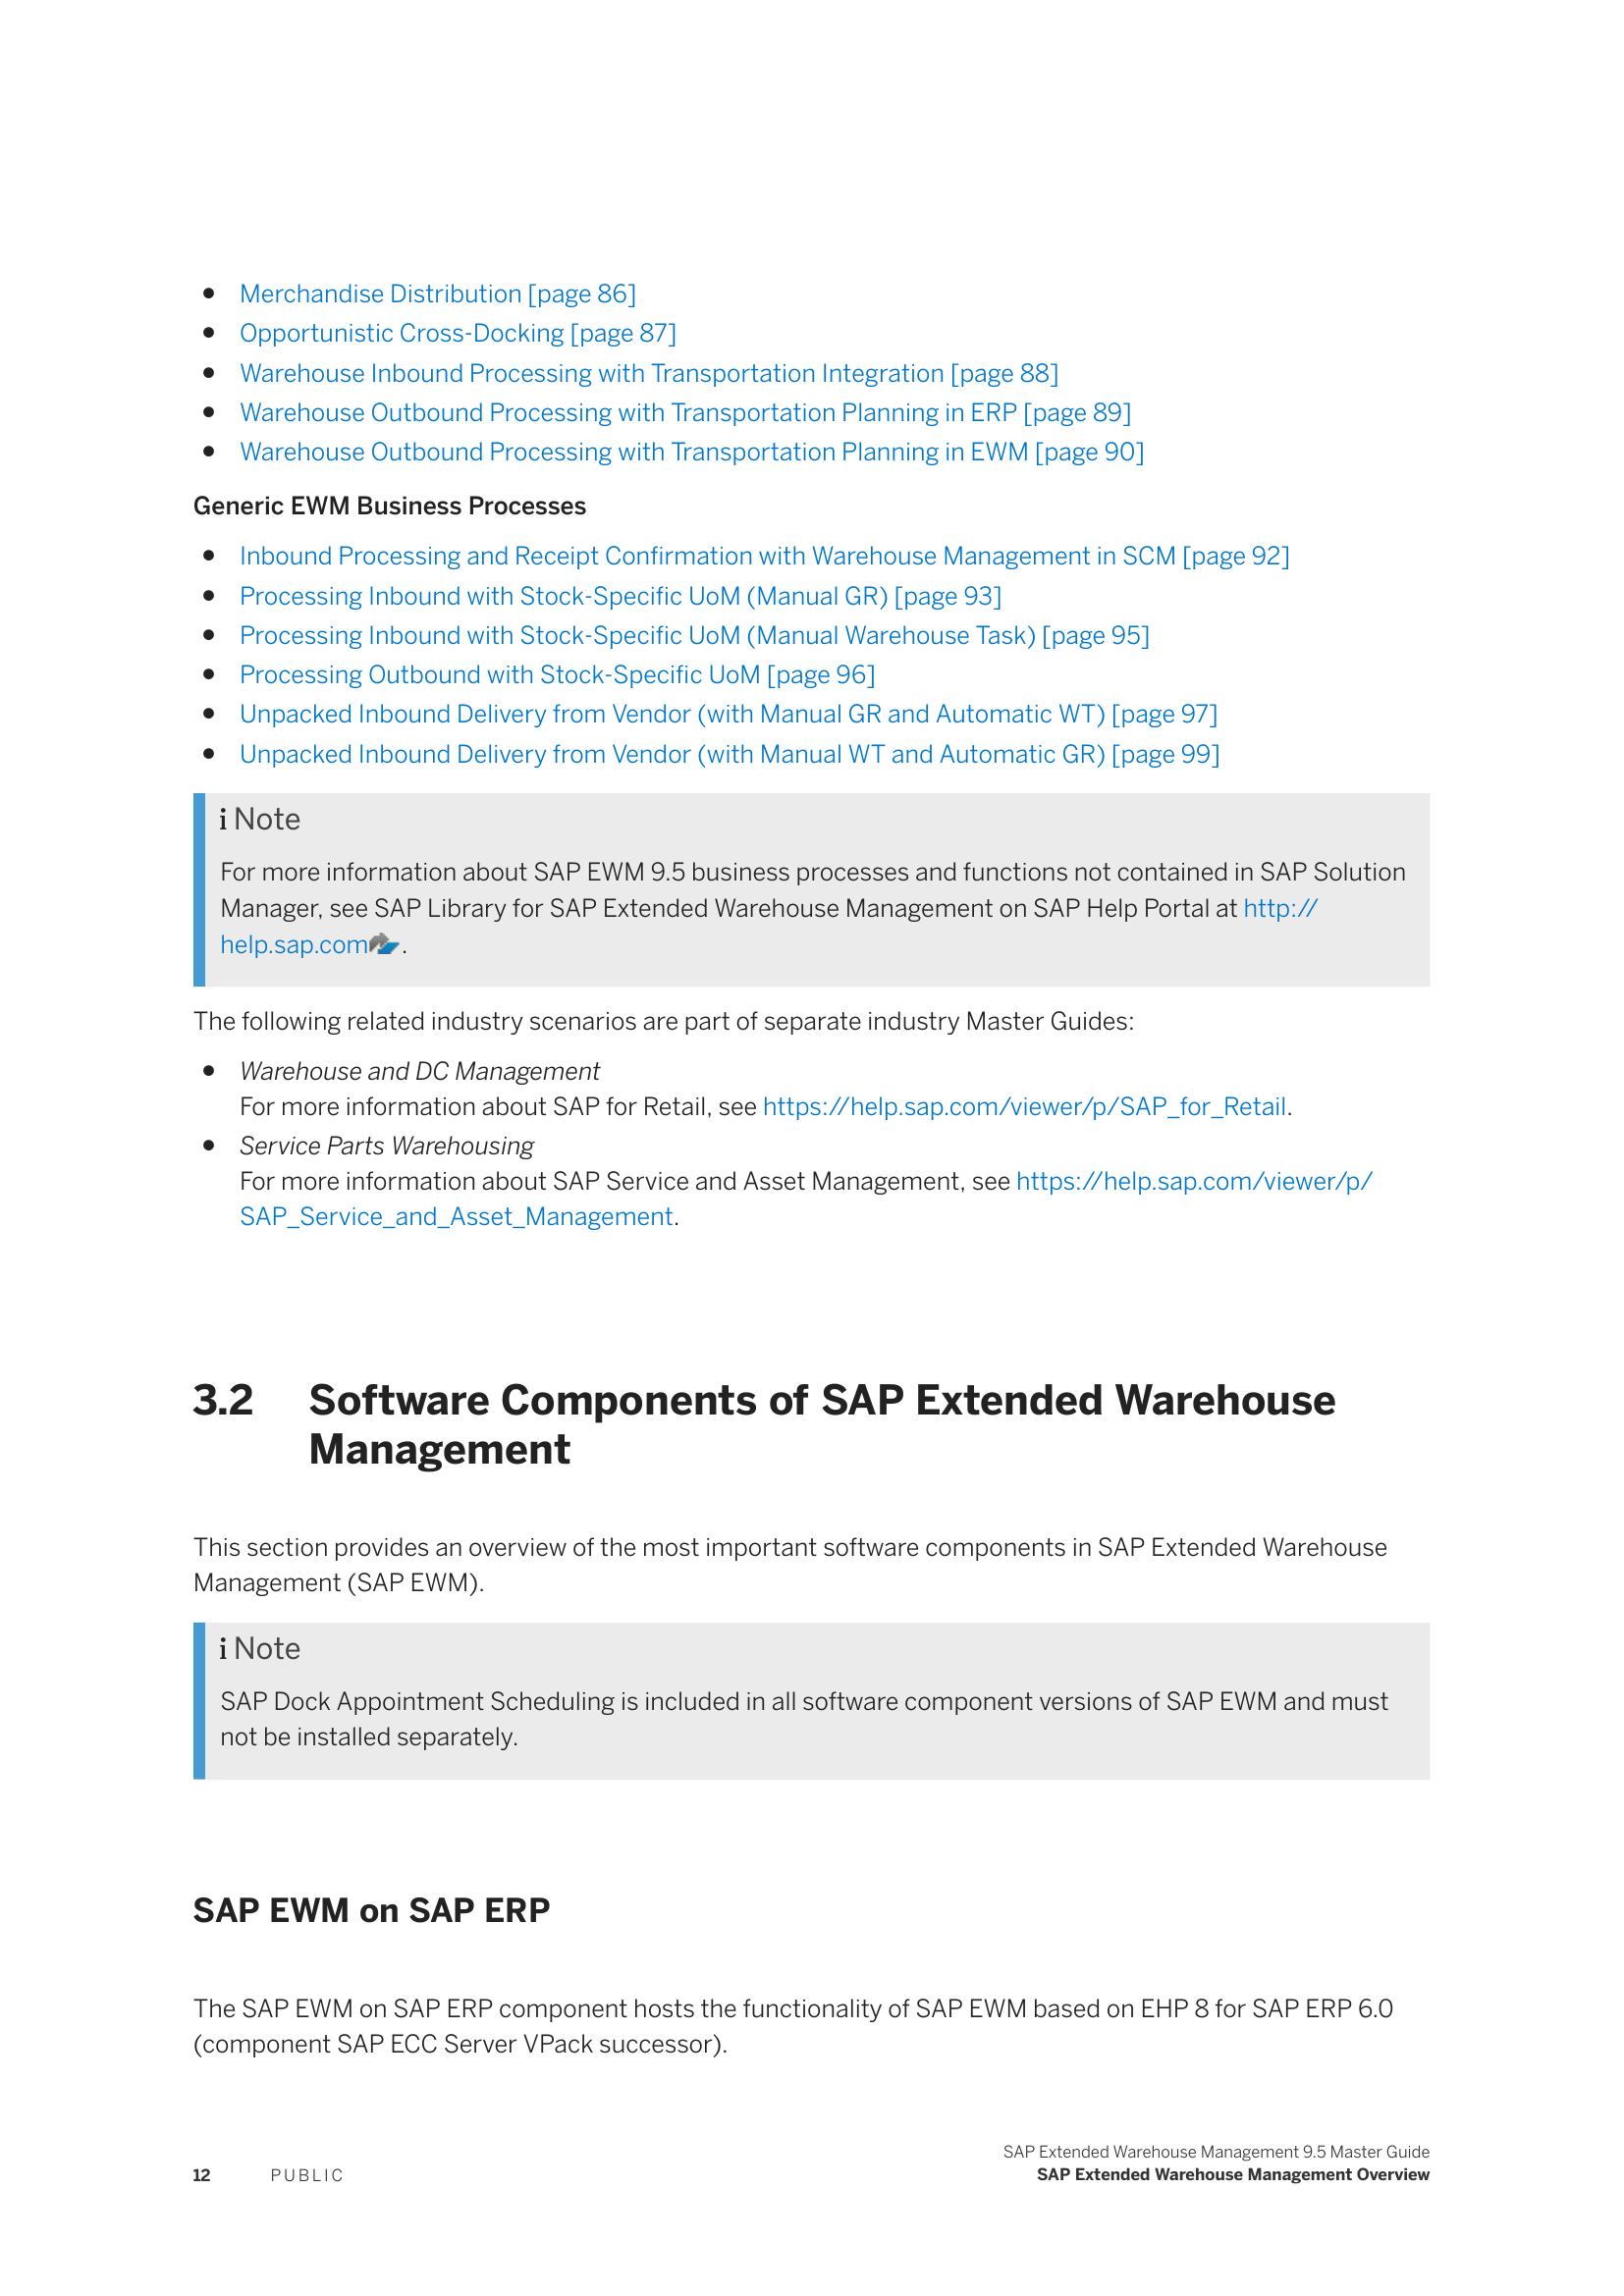 • Merchandise Distribution [page 86]
• Opportunistic Cross-Docking [page 87]
• Warehouse Inbound Processing with Transportation Integration [page 88]
• Warehouse Outbound Processing with Transportation Planning in ERP [page 89]
• Warehouse Outbound Processing with Transportation Planning in EWM [page 90]
Generic EWM Business Processes
• Inbound Processing and Receipt Confirmation with Warehouse Management in SCM [page 92]
• Processing Inbound with Stock-Specific UoM (Manual GR) [page 93]
• Processing Inbound with Stock-Specific UoM (Manual Warehouse Task) [page 95]
• Processing Outbound with Stock-Specific UoM [page 96]
• Unpacked Inbound Delivery from Vendor (with Manual GR and Automatic WT) [page 97]
• Unpacked Inbound Delivery from Vendor (with Manual WT and Automatic GR) [page 99]
i Note
For more information about SAP EWM 9.5 business processes and functions not contained in SAP Solution
Manager, see SAP Library for SAP Extended Warehouse Management on SAP Help Portal at http://
help.sap.com.
The following related industry scenarios are part of separate industry Master Guides:
• Warehouse and DC Management
For more information about SAP for Retail, see https://help.sap.com/viewer/p/SAP_for_Retail.
• Service Parts Warehousing
For more information about SAP Service and Asset Management, see https://help.sap.com/viewer/p/
SAP_Service_and_Asset_Management.
3.2 Software Components of SAP Extended Warehouse
Management
This section provides an overview of the most important software components in SAP Extended Warehouse
Management (SAP EWM).
i Note
SAP Dock Appointment Scheduling is included in all software component versions of SAP EWM and must
not be installed separately.
SAP EWM on SAP ERP
The SAP EWM on SAP ERP component hosts the functionality of SAP EWM based on EHP 8 for SAP ERP 6.0
(component SAP ECC Server VPack successor).
SAP Extended Warehouse Management 9.5 Master Guide
12 PUBLIC SAP Extended Warehouse Management Overview